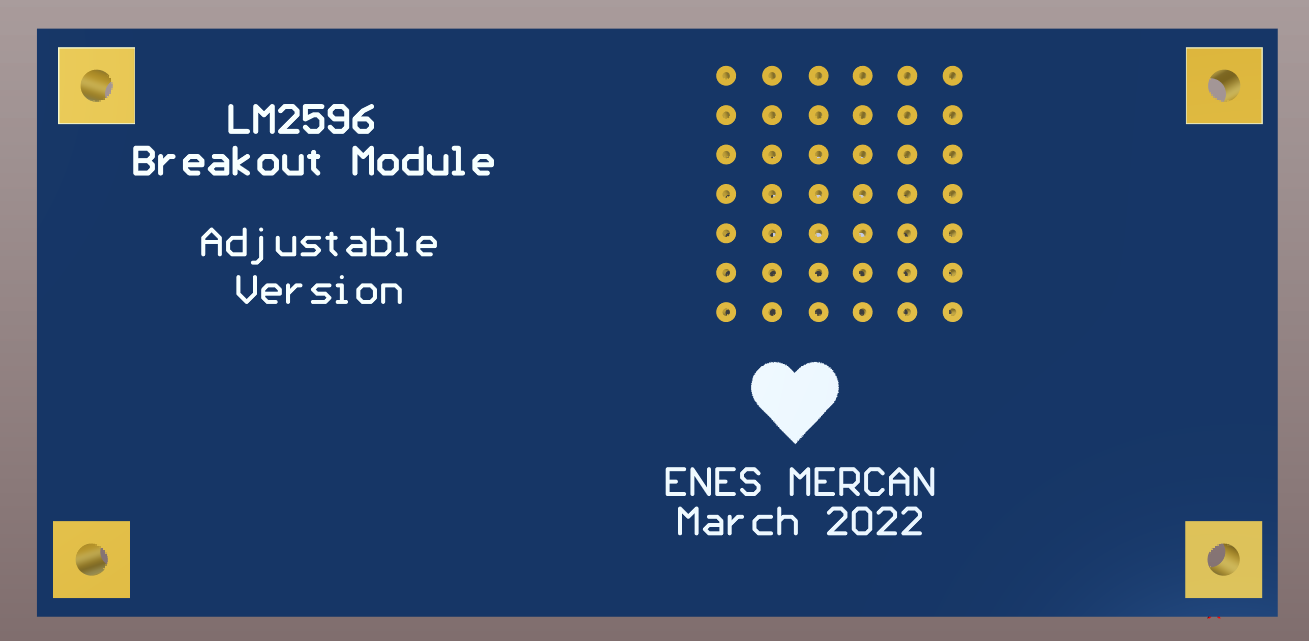 LM2596
Breakout Module
Adjustable
Version
ENES MERCAN
March 2022